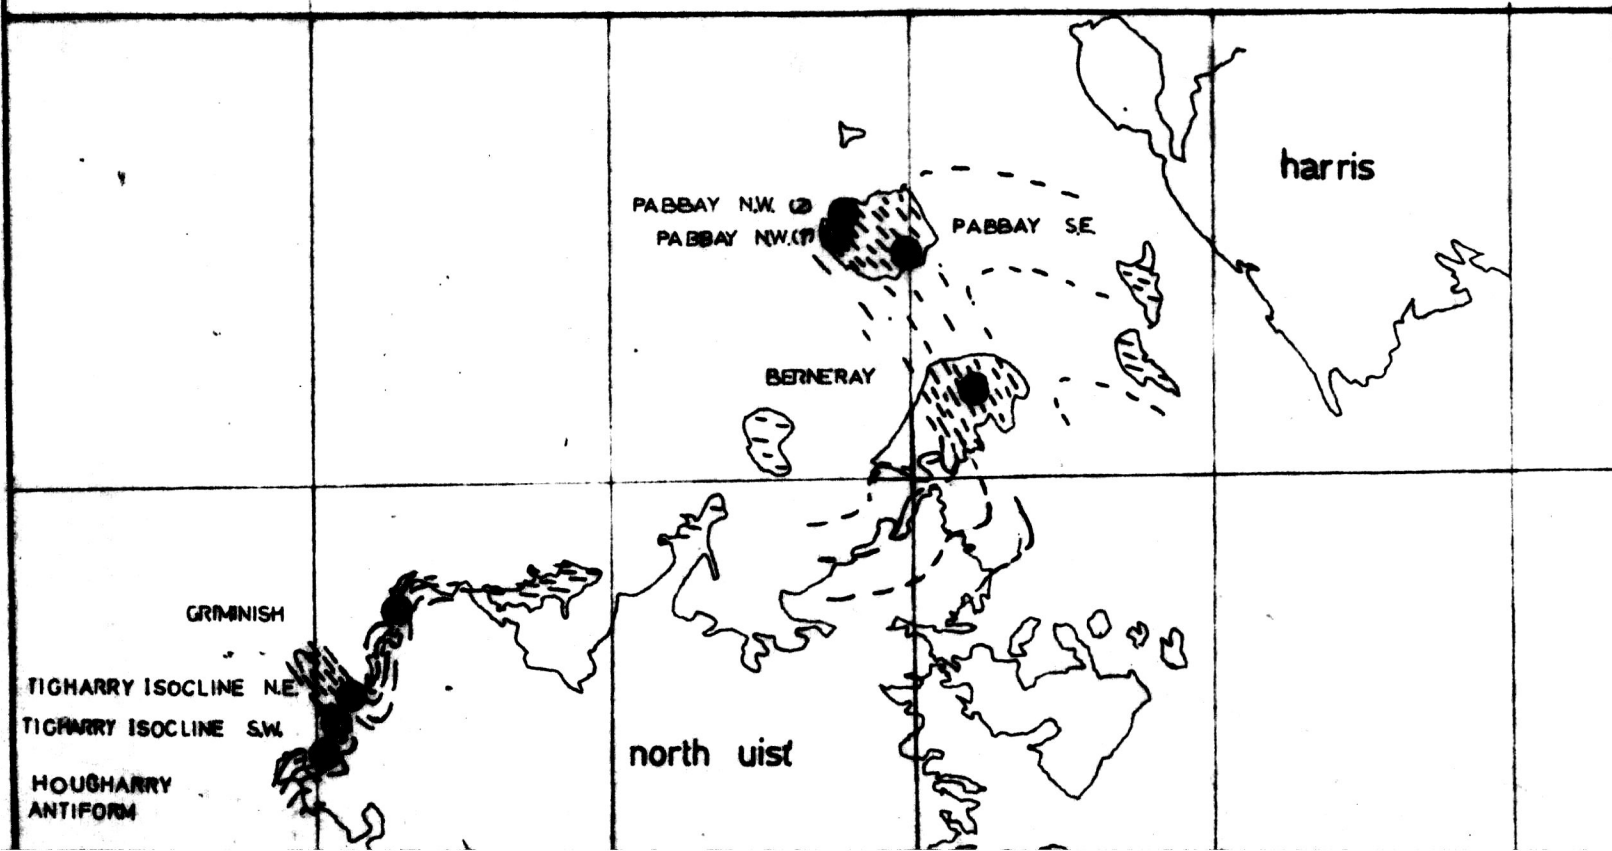 harris
PABBAY N.W. (2)
PABBAY N.W.(1)
PABBAY S.E.
BERNERAY
GRIMINISH
TIGHARRY ISOCLINE N.E.
TIGHARRY ISOCLINE S.W.
north uist
HOUGHARRY
ANTIFORM